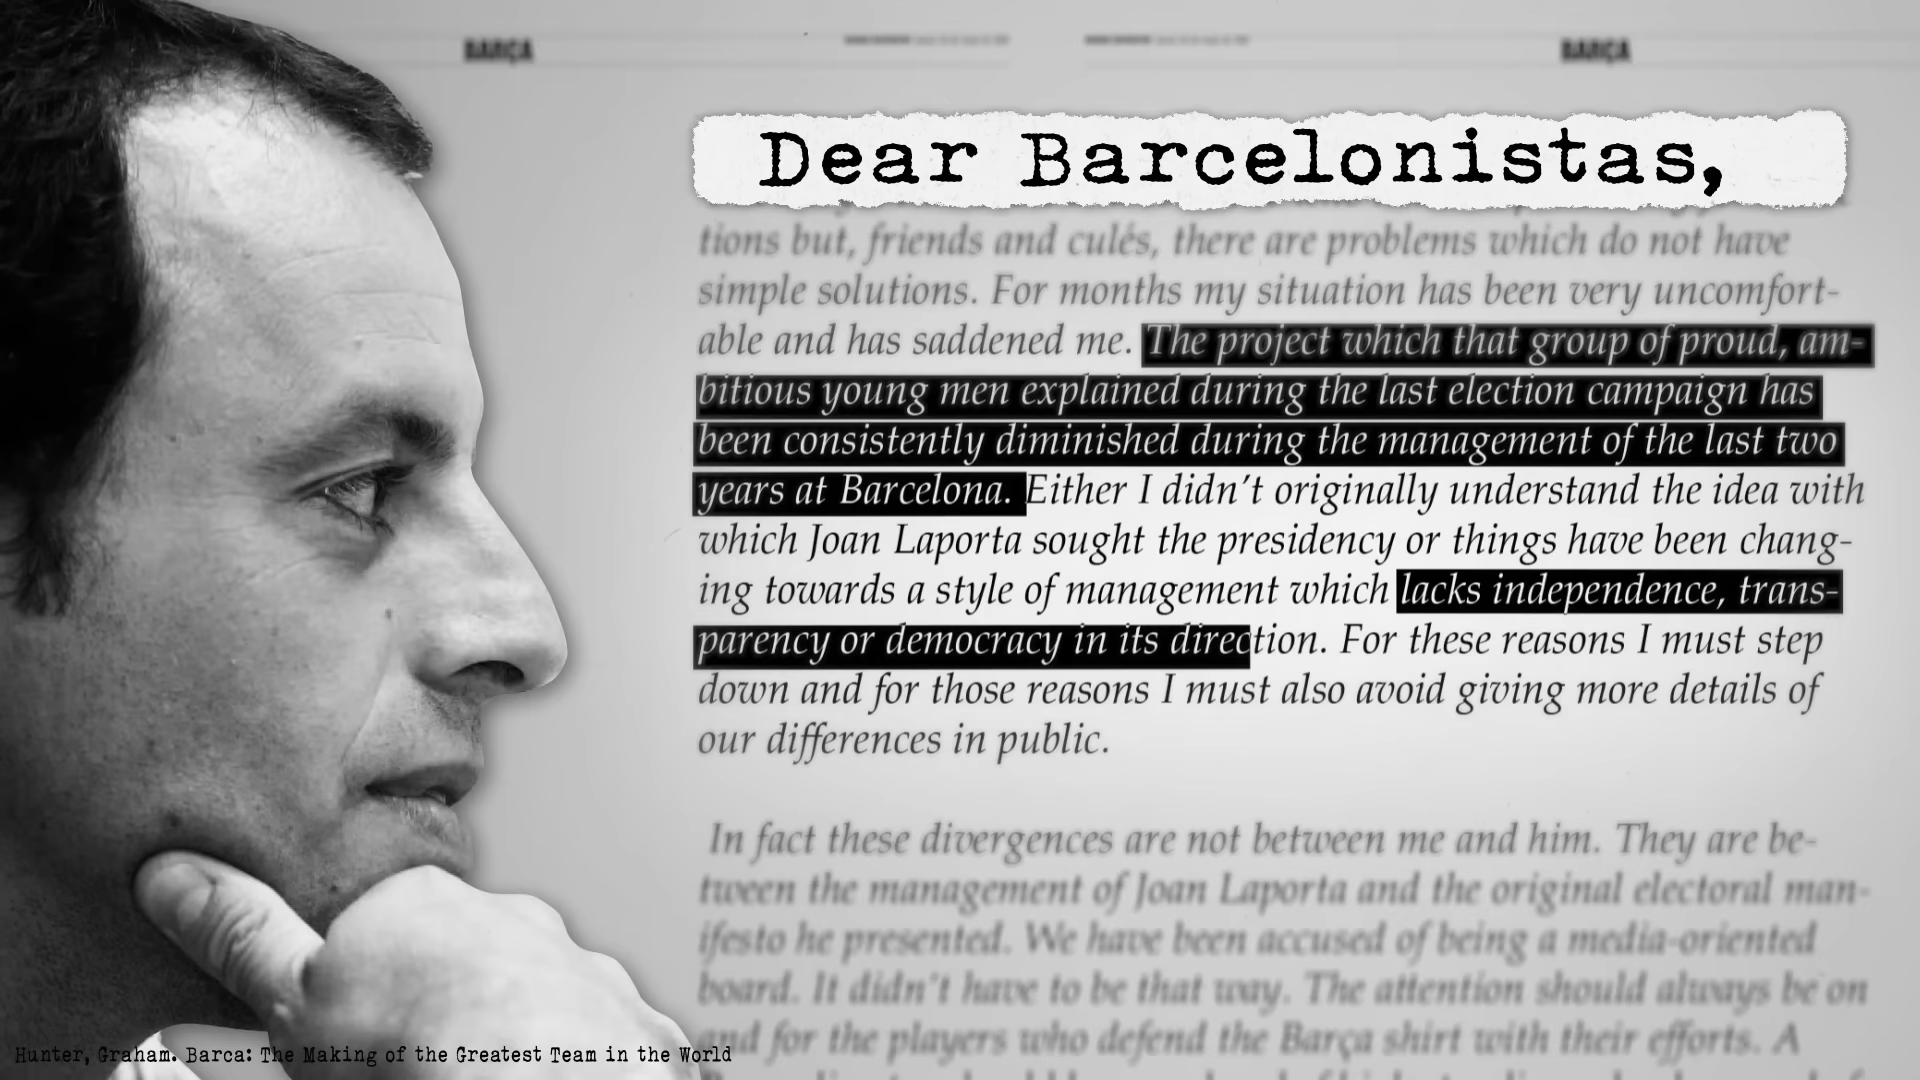 BARÇA
BARÇA
Dear Barcelonistas,
tions but, friends and culés, there are problems which do not have
simple solutions. For months my situation has been very uncomfort-
able and has saddened me. The project which that group of proud, am-
bitious young men explained during the last election campaign has
been consistently diminished during the management of the last two
years at Barcelona. Either I didn't originally understand the idea with
which Joan Laporta sought the presidency or things have been chang-
ing towards a style of management which lacks independence, trans-
parency or democracy in its direction. For these reasons I must step
down and for those reasons I must also avoid giving more details of
our differences in public.
In fact these divergences are not between me and him. They are be-
tween the management of Joan Laporta and the original electoral man-
ifesto he presented. We have been accused of being a media-oriented
board. It didn't have to be that way. The attention should always be on
and for the players who defend the Barça shirt with their efforts. A
Hunter, Graham. Barca: The Making of the Greatest Team in the World